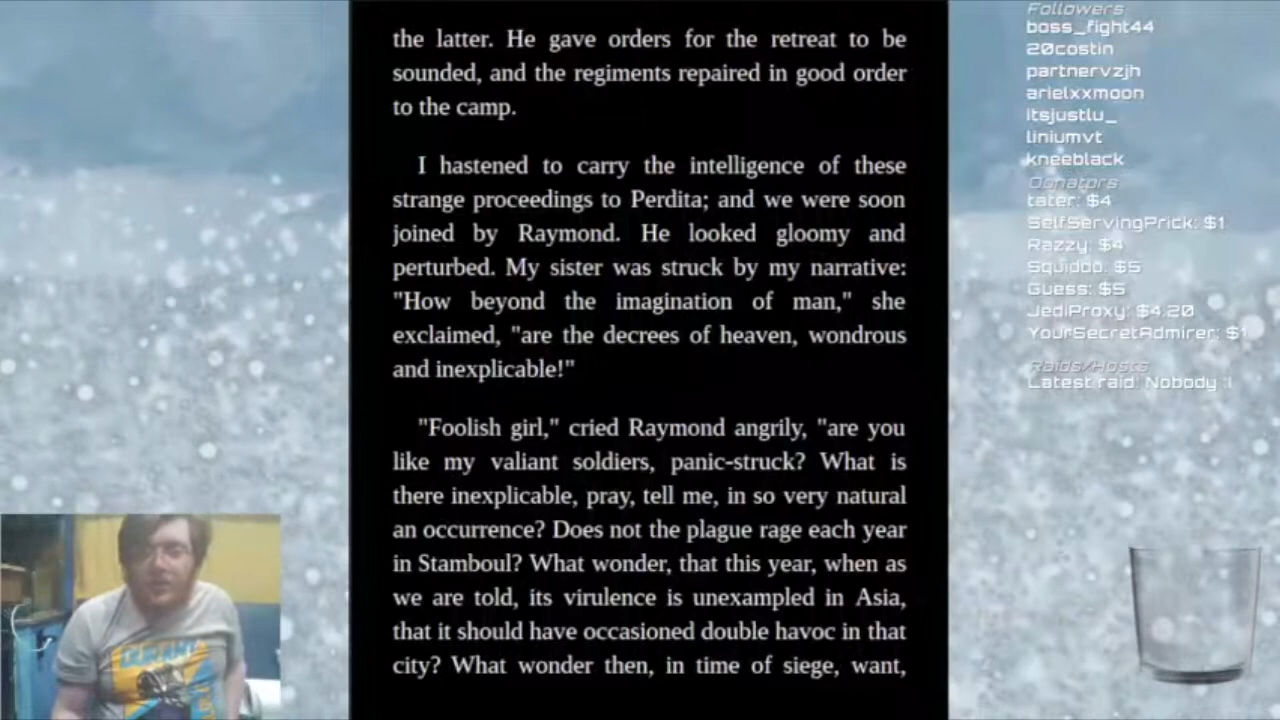 the latter. He gave orders for the retreat to be
sounded, and the regiments repaired in good order
to the camp.
I hastened to carry the intelligence of these
strange proceedings to Perdita; and we were soon
joined by Raymond. He looked gloomy and
perturbed. My sister was struck by my narrative:
"How beyond the imagination of man," she
exclaimed, "are the decrees of heaven, wondrous
and inexplicable!"
"Foolish girl," cried Raymond angrily, "are you
like my valiant soldiers, panic-struck? What is
there inexplicable, pray, tell me, in so very natural
an occurrence? Does not the plague rage each year
in Stamboul? What wonder, that this year, when as
we are told, its virulence is unexampled in Asia,
that it should have occasioned double havoc in that
city? What wonder then, in time of siege, want,
Followers
boss_fight44
20costin
partnervzjh
arielxxmoon
itsjustlu_
liniumvt
kneeblack
Donators
tater: $4
SelfServingPrick: $1
Razzy: $4
Squidoo: $5
Guess: $5
JediProxy: $4.20
YourSecretAdmirer: $1
Raids/Hosts
Latest raid: Nobody :(